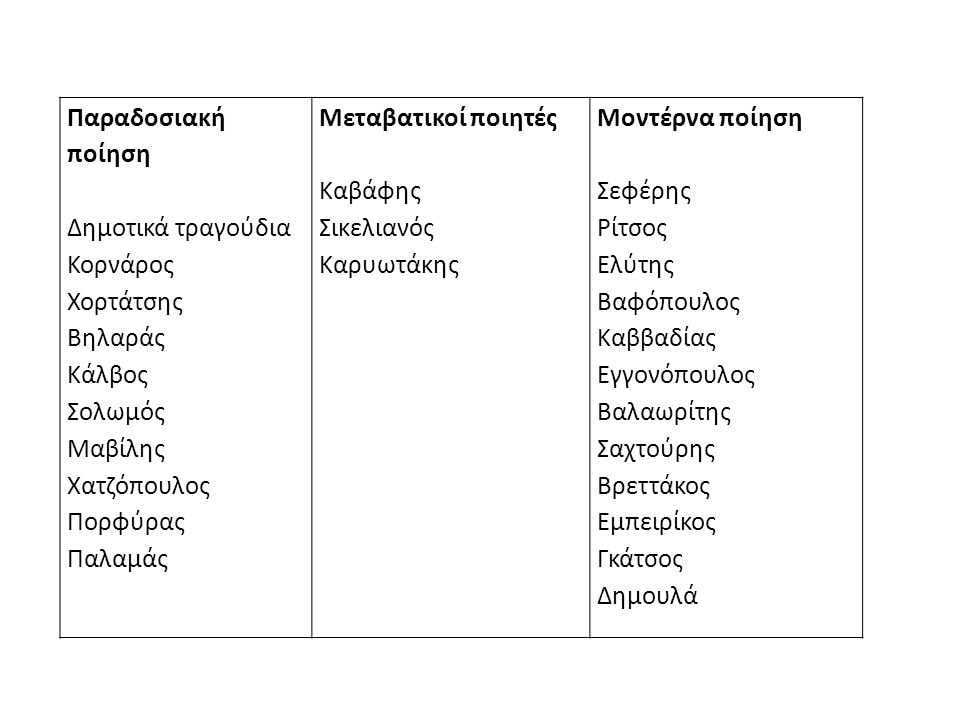 Παραδοσιακή
ποίηση
Δημοτικά τραγούδια
Κορνάρος
Χορτάτσης
Βηλαράς
Κάλβος
Σολωμός
Μαβίλης
Χατζόπουλος
Πορφύρας
Παλαμάς
Μεταβατικοί ποιητές
Καβάφης
Σικελιανός
Καρυωτάκης
Μοντέρνα ποίηση
Σεφέρης
Ρίτσος
Ελύτης
Βαφόπουλος
Καββαδίας
Εγγονόπουλος
Βαλαωρίτης
Σαχτούρης
Βρεττάκος
Εμπειρίκος
Γκάτσος
Δημουλά